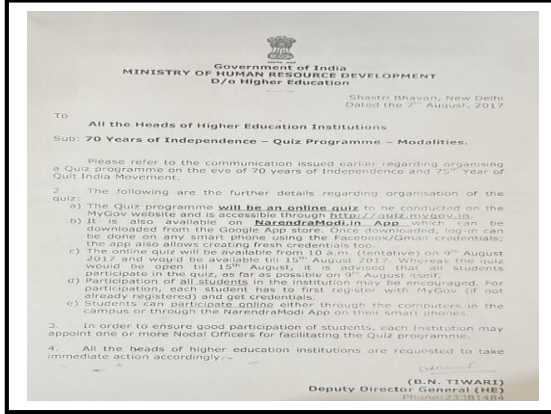 Government of India
MINISTRY OF HUMAN RESOURCE DEVELOPMENT
D/o Higher Education
........
Shastri Bhavan, New Delhi
Dated the 7th August, 2017
To
All the Heads of Higher Education Institutions
Sub: 70 Years of Independence – Quiz Programme – Modalities.
Please refer to the communication issued earlier regarding organising
a Quiz programme on the eve of 70 years of Independence and 75th Year of
Quit India Movement.
2. The following are the further details regarding organisation of the
quiz:
a) The Quiz programme will be an online quiz to be conducted on the
MyGov website and is accessible through http://quiz.mygov.in.
b) It is also available on NarendraModi.in App which can be
downloaded from the Google App store. Once downloaded, log-in can
be done on any smart phone using the Facebook/Gmail credentials;
the app also allows creating fresh credentials too.
c) The online quiz will be available from 10 a.m. (tentative) on 9th August
2017 and would be available till 15th August 2017. Whereas the quiz
would be open till 15th August, it is advised that all students
participate in the quiz, as far as possible on 9th August itself.
d) Participation of all students in the institution may be encouraged. For
participation, each student has to first register with MyGov (if not
already registered) and get credentials.
e) Students can participate online either through the computers in the
campus or through the NarendraModi App on their smart phones.
3. In order to ensure good participation of students, each Institution may
appoint one or more Nodal Officers for facilitating the Quiz programme.
4. All the heads of higher education institutions are requested to take
immediate action accordingly.
(B.N. TIWARI)
Deputy Director General (HE)
Phone:23381484